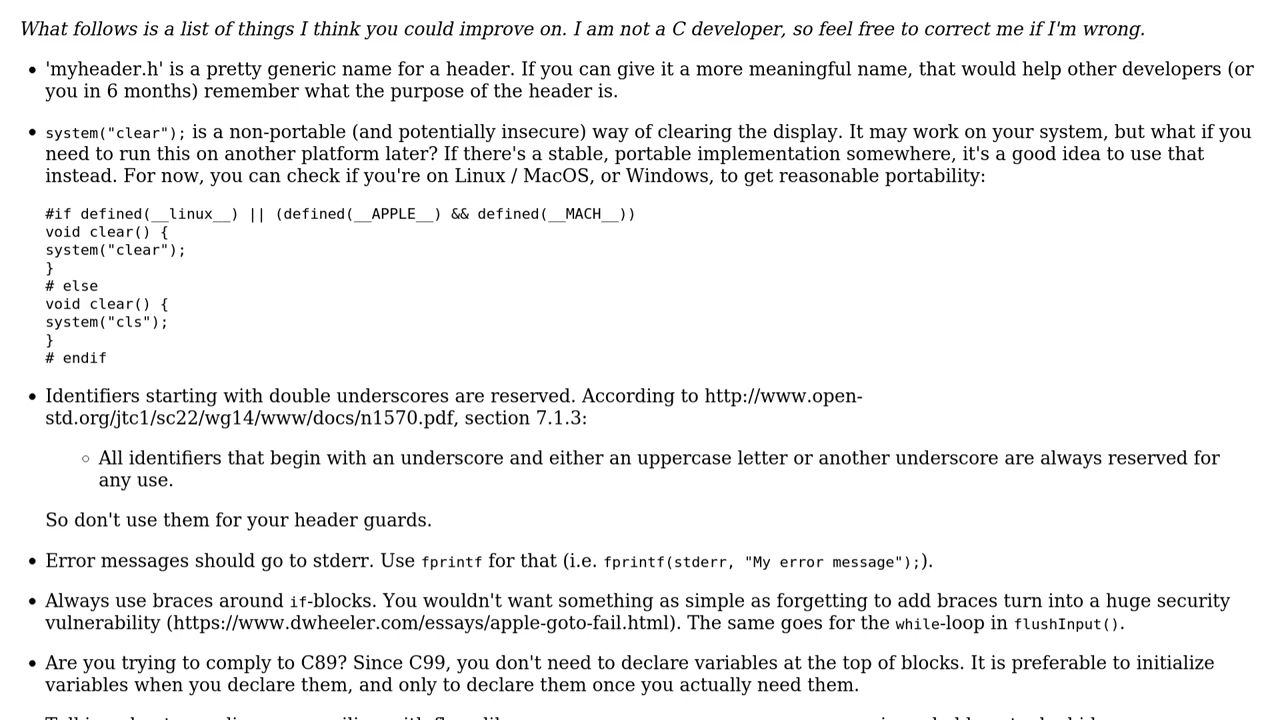 What follows is a list of things I think you could improve on. I am not a C developer, so feel free to correct me if I'm wrong.
• 'myheader.h' is a pretty generic name for a header. If you can give it a more meaningful name, that would help other developers (or
you in 6 months) remember what the purpose of the header is.
• system("clear"); is a non-portable (and potentially insecure) way of clearing the display. It may work on your system, but what if you
need to run this on another platform later? If there's a stable, portable implementation somewhere, it's a good idea to use that
instead. For now, you can check if you're on Linux / MacOS, or Windows, to get reasonable portability:
#if defined(__linux__) || (defined(__APPLE__) && defined(__MACH__))
void clear() {
system("clear");
}
# else
void clear() {
system("cls");
}
# endif
• Identifiers starting with double underscores are reserved. According to http://www.open-
std.org/jtc1/sc22/wg14/www/docs/n1570.pdf, section 7.1.3:
◦ All identifiers that begin with an underscore and either an uppercase letter or another underscore are always reserved for
any use.
So don't use them for your header guards.
• Error messages should go to stderr. Use fprintf for that (i.e. fprintf(stderr, "My error message");).
• Always use braces around if-blocks. You wouldn't want something as simple as forgetting to add braces turn into a huge security
vulnerability (https://www.dwheeler.com/essays/apple-goto-fail.html). The same goes for the while-loop in flushInput().
• Are you trying to comply to C89? Since C99, you don't need to declare variables at the top of blocks. It is preferable to initialize
variables when you declare them, and only to declare them once you actually need them.